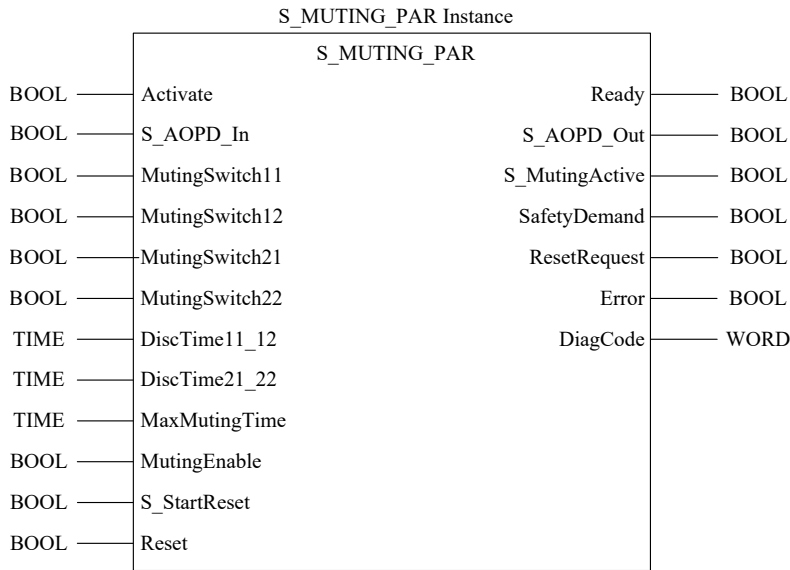 S_MUTING_PAR Instance
S_MUTING_PAR
BOOL Activate Ready BOOL
BOOL S_AOPD_In S_AOPD_Out BOOL
BOOL MutingSwitch11 S_MutingActive BOOL
BOOL MutingSwitch12 SafetyDemand BOOL
BOOL MutingSwitch21 ResetRequest BOOL
BOOL MutingSwitch22 Error BOOL
TIME DiscTime11_12 DiagCode WORD
TIME DiscTime21_22
TIME MaxMutingTime
BOOL MutingEnable
BOOL S_StartReset
BOOL Reset